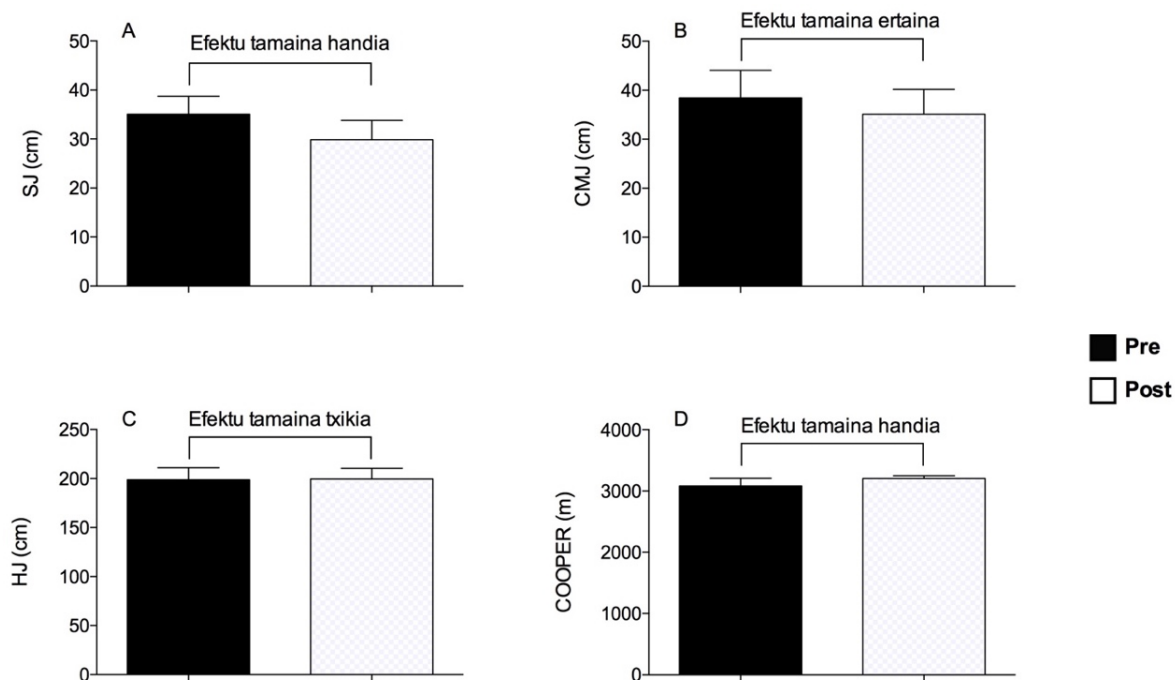 A
Efektu tamaina handia
50
40
30
20
10
0
SJ (cm)
B
Efektu tamaina ertaina
50
40
30
20
10
0
CMJ (cm)
Pre
Post
C
Efektu tamaina txikia
250
200
150
100
50
0
HJ (cm)
D
Efektu tamaina handia
4000
3000
2000
1000
0
COOPER (m)